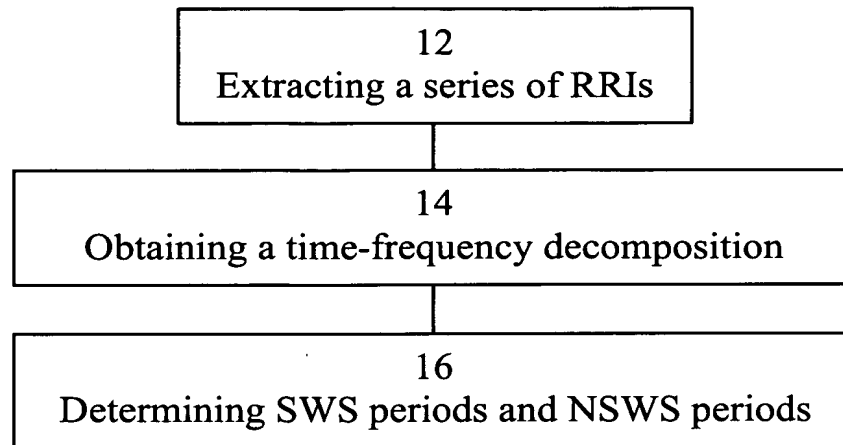 12
Extracting a series of RRIs
14
Obtaining a time-frequency decomposition
16
Determining SWS periods and NSWS periods